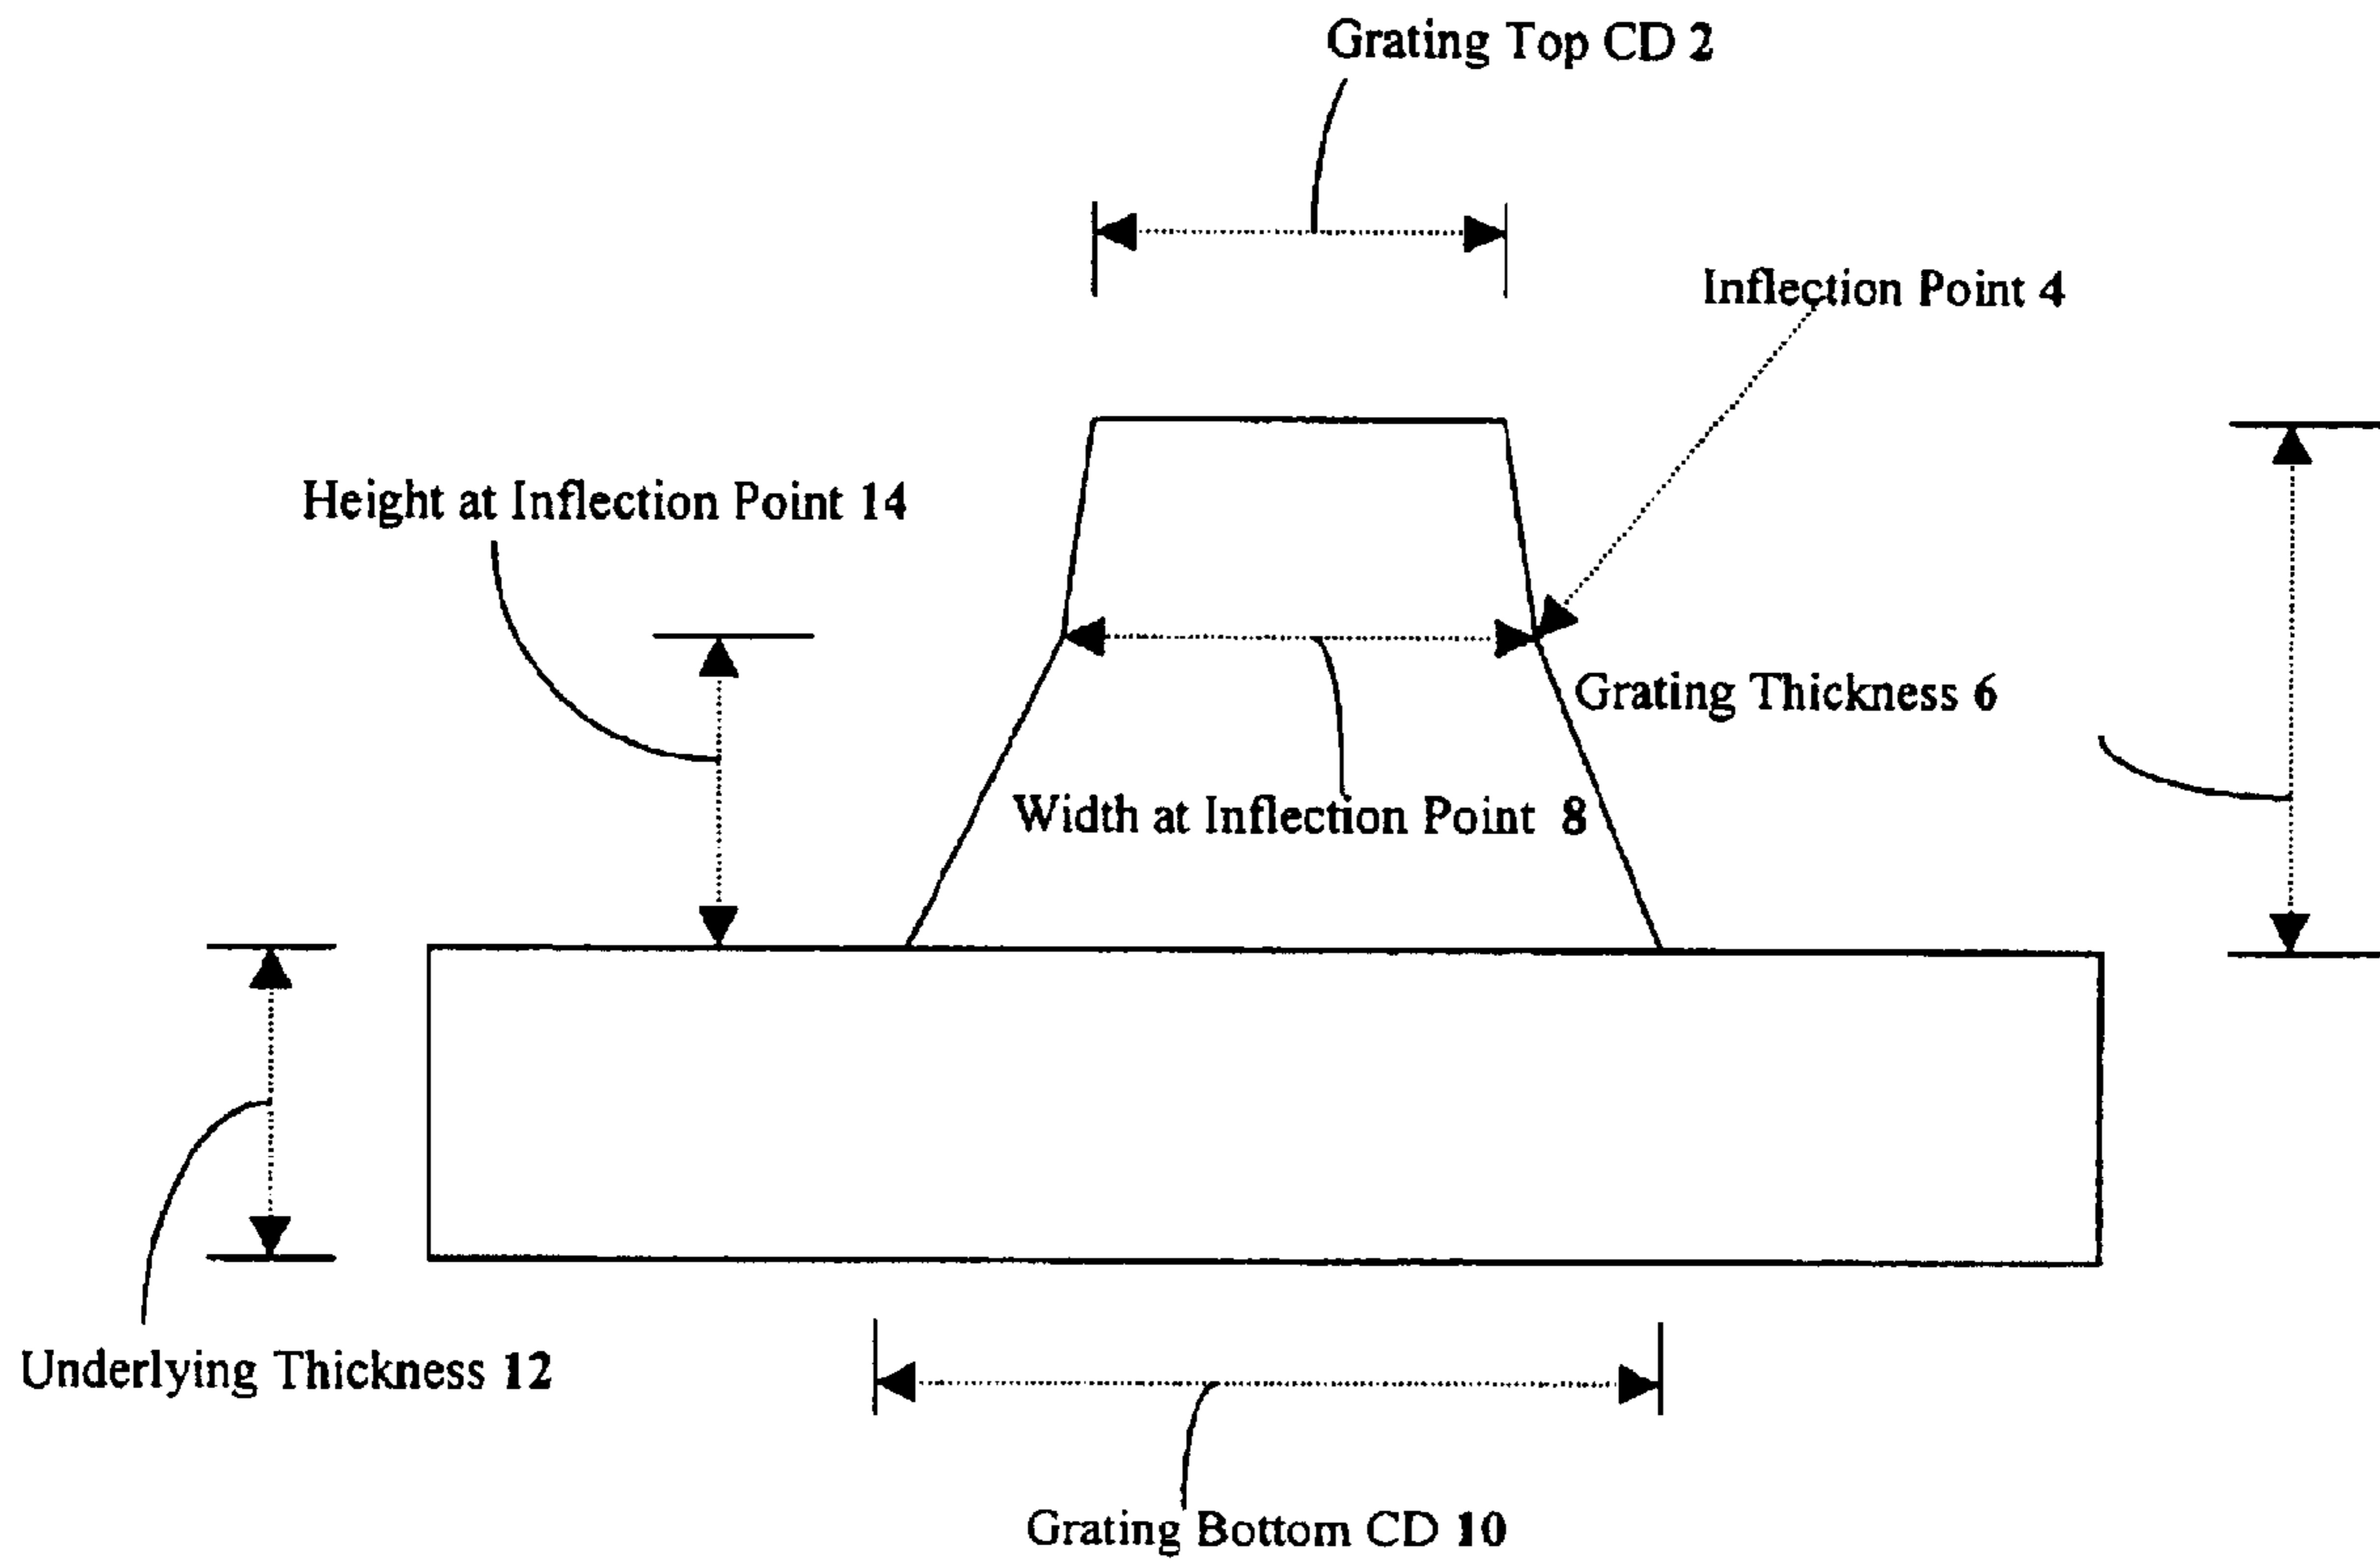 Grating Top CD 2
Inflection Point 4
Height at Inflection Point 14
Grating Thickness 6
Width at Inflection Point 8
Underlying Thickness 12
Grating Bottom CD 10